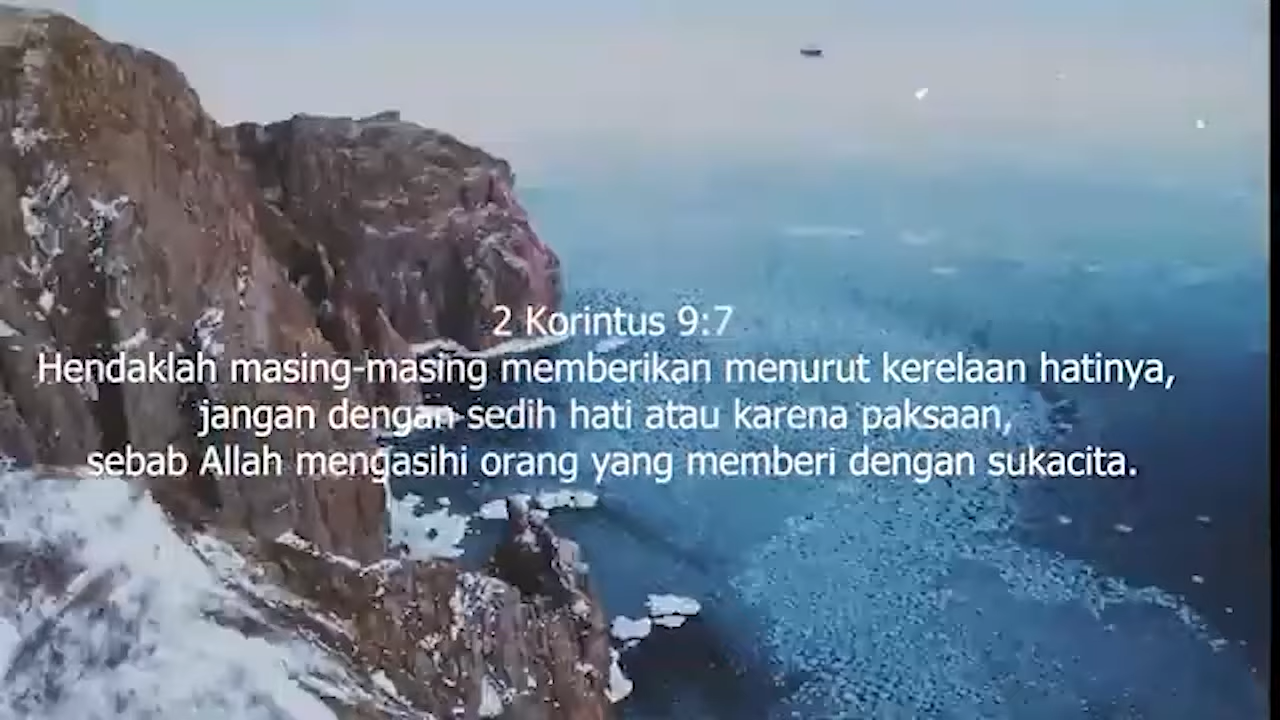 2 Korintus 9:7
Hendaklah masing-masing memberikan menurut kerelaan hatinya,
jangan dengan sedih hati atau karena paksaan,
sebab Allah mengasihi orang yang memberi dengan sukacita.